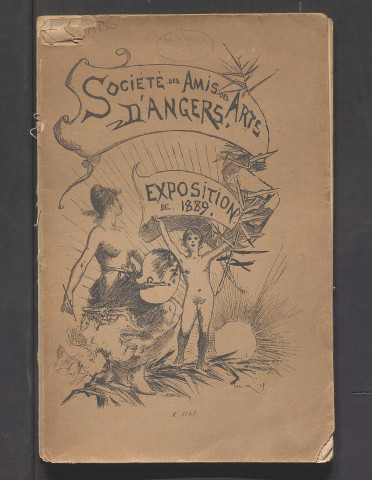 SOCIÉTÉ DES AMIS DES ARTS
D'ANGERS.
EXPOSITION
DE 1889.